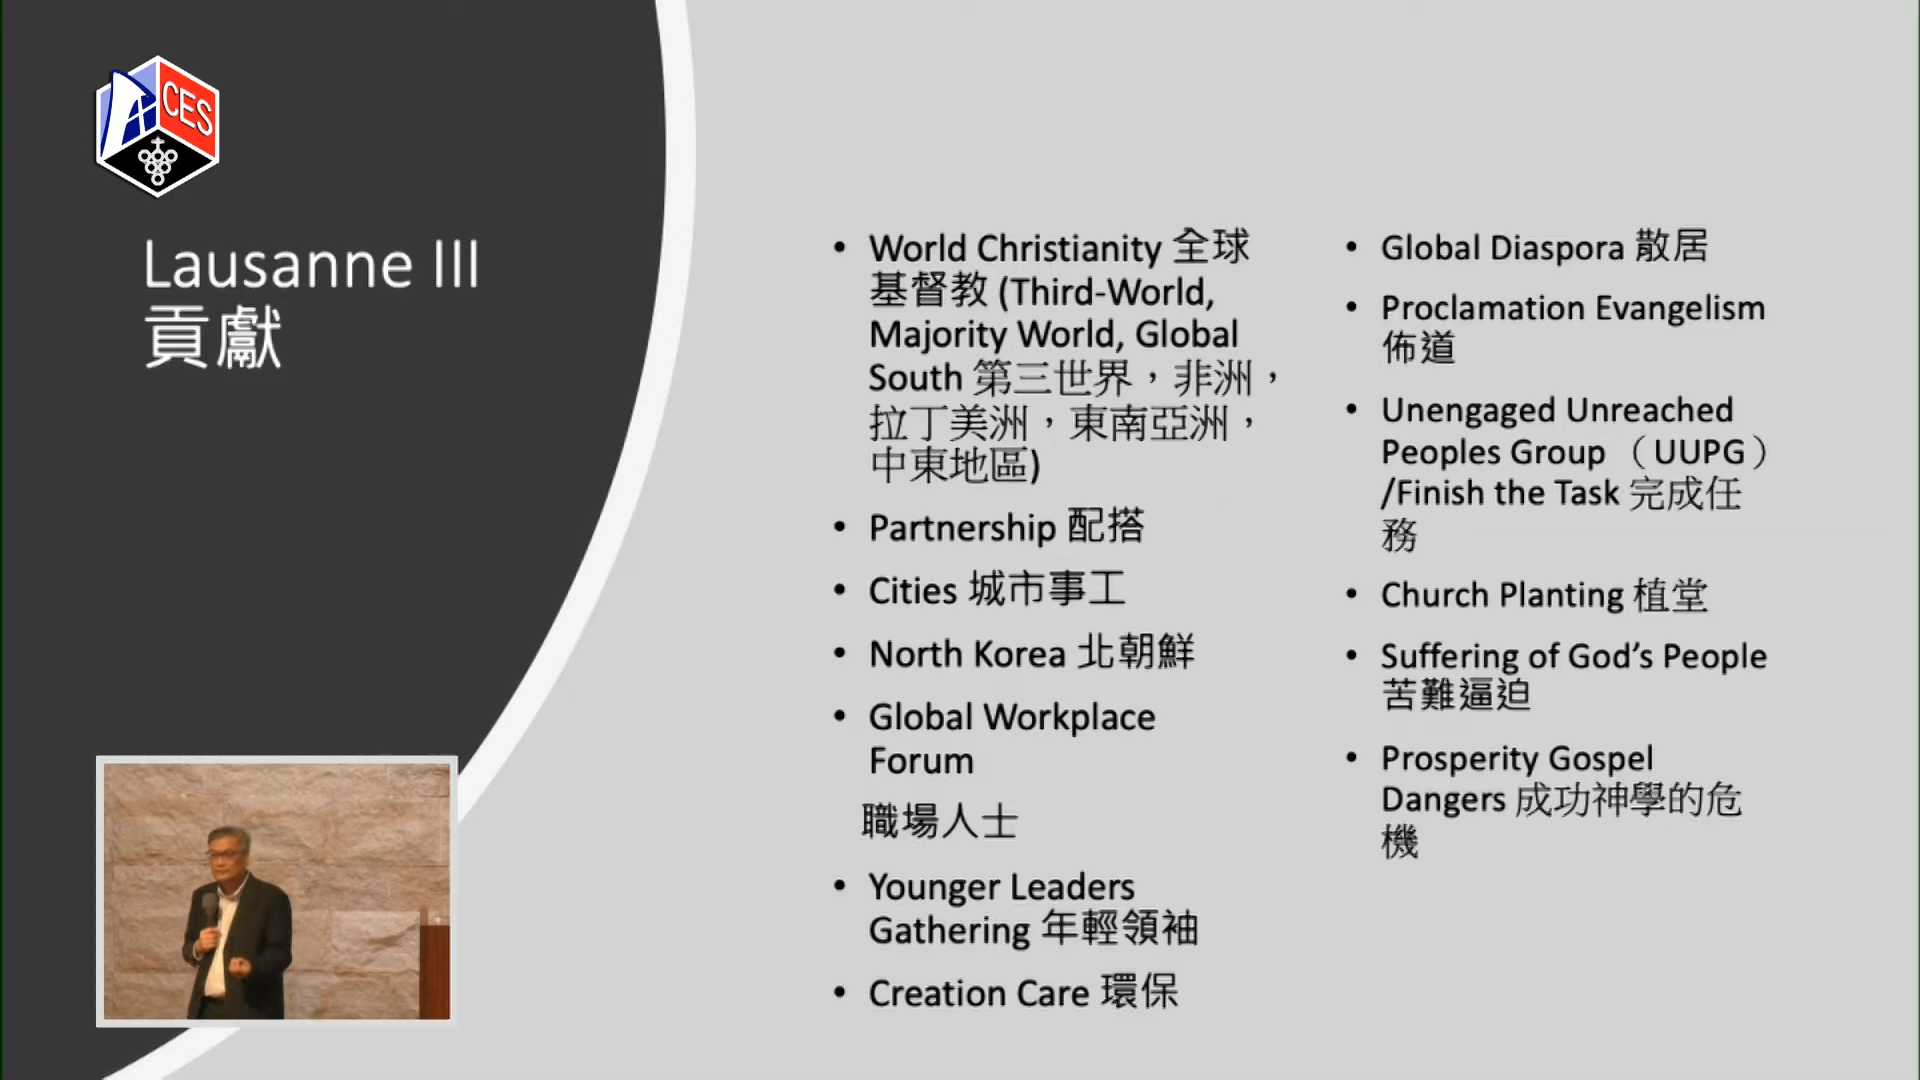 CES
Lausanne III
貢獻
• World Christianity 全球
基督教 (Third-World,
Majority World, Global
South 第三世界，非洲，
拉丁美洲，東南亞洲，
中東地區)
• Partnership 配搭
• Cities 城市事工
• North Korea 北朝鮮
• Global Workplace
Forum
職場人士
• Younger Leaders
Gathering 年輕領袖
• Creation Care 環保
• Global Diaspora 散居
• Proclamation Evangelism
佈道
• Unengaged Unreached
Peoples Group （UUPG）
/Finish the Task 完成任
務
• Church Planting 植堂
• Suffering of God’s People
苦難逼迫
• Prosperity Gospel
Dangers 成功神學的危
機